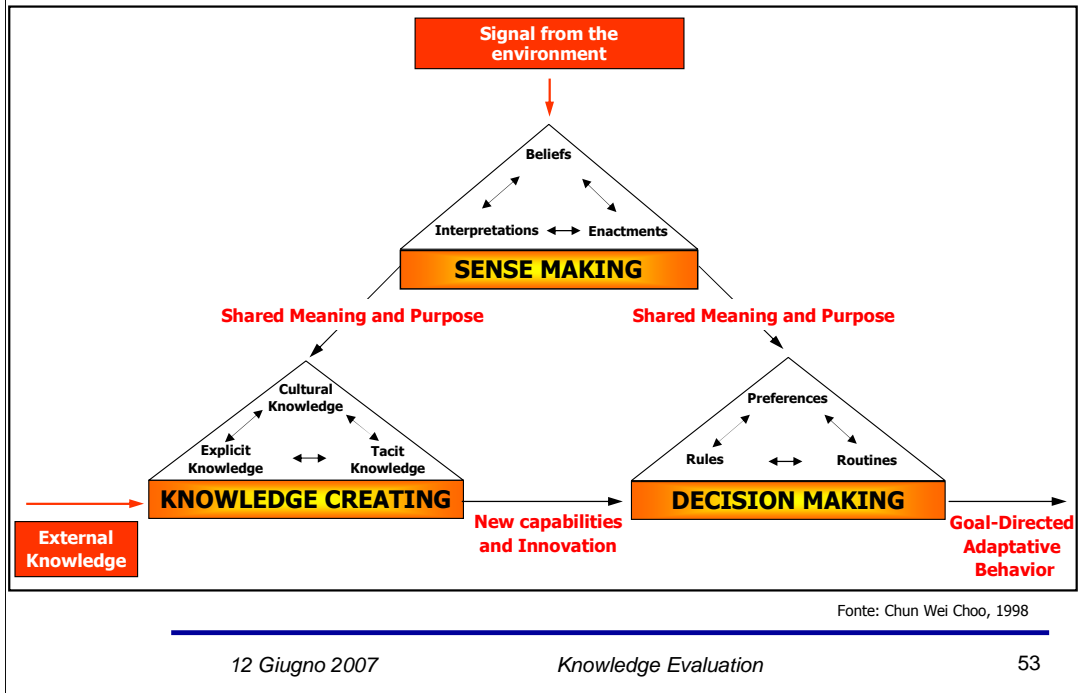 Signal from the
environment
Beliefs
Interpretations
Enactments
SENSE MAKING
Shared Meaning and Purpose
Shared Meaning and Purpose
Cultural
Knowledge
Explicit
Knowledge
Tacit
Knowledge
KNOWLEDGE CREATING
Preferences
Rules
Routines
DECISION MAKING
External
Knowledge
New capabilities
and Innovation
Goal-Directed
Adaptative
Behavior
Fonte: Chun Wei Choo, 1998
12 Giugno 2007
Knowledge Evaluation
53